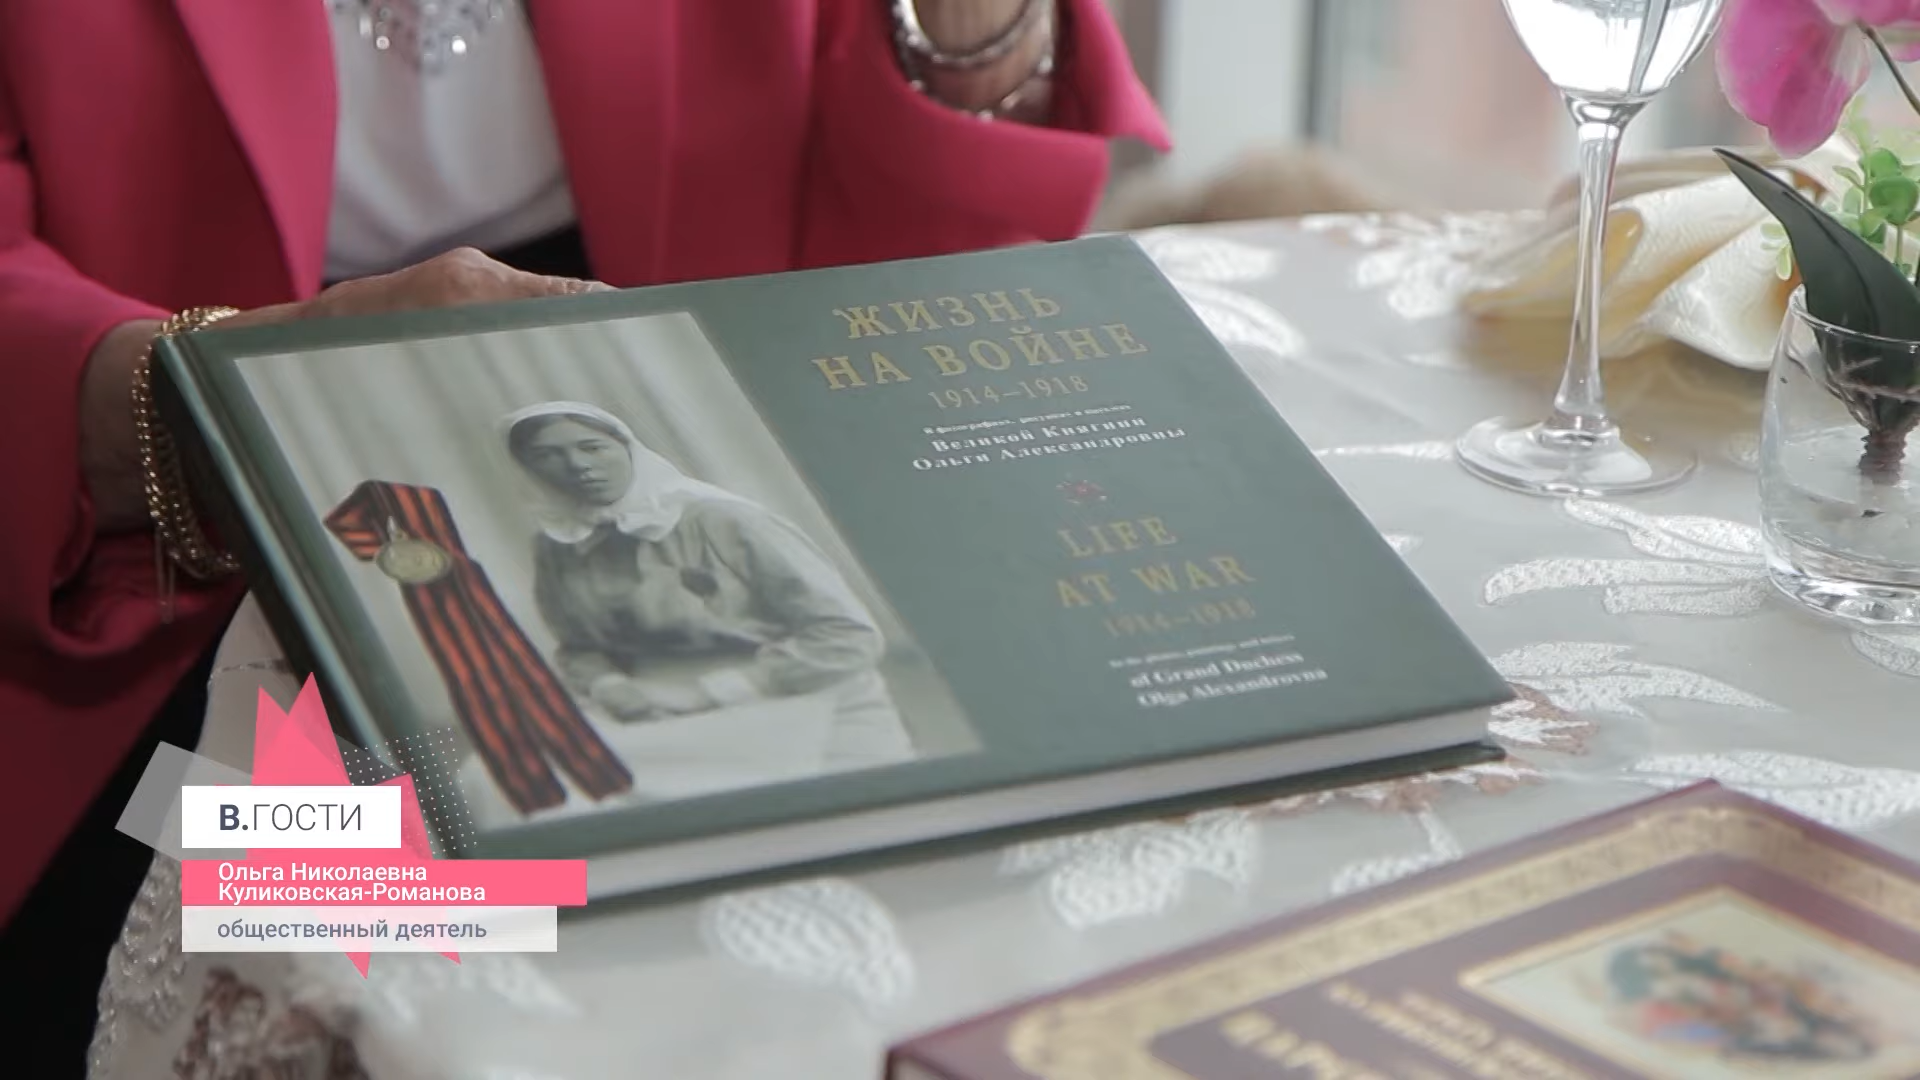 ЖИЗНЬ
НА ВОЙНЕ
1914–1918
В фотографиях, рисунках и письмах
Великой Княгини
Ольги Александровны
LIFE
AT WAR
1914–1918
In the photos, paintings and letters
of Grand Duchess
Olga Alexandrovna
В.ГОСТИ
Ольга Николаевна
Куликовская-Романова
общественный деятель